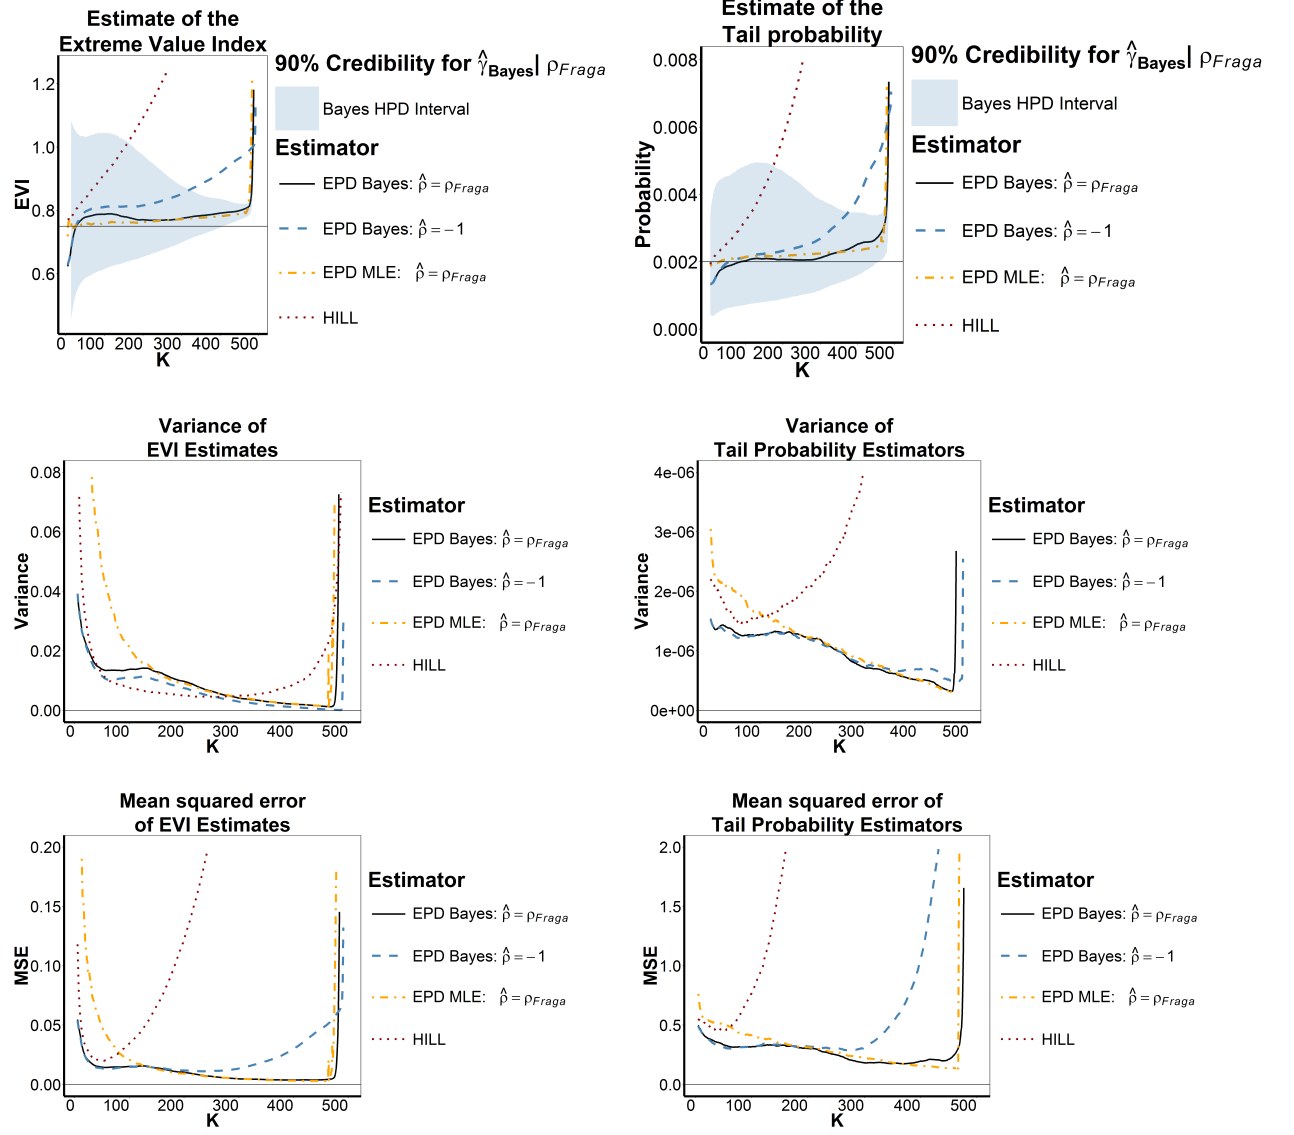 Estimate of the
Extreme Value Index
90% Credibility for γ̂Bayes| ρFraga
Bayes HPD Interval
Estimator
EPD Bayes: ρ̂ = ρFraga
EPD Bayes: ρ̂ = −1
EPD MLE: ρ̂ = ρFraga
HILL
EVI
1.2
1.0
0.8
0.6
0 100 200 300 400 500
K
Estimate of the
Tail probability
90% Credibility for γ̂Bayes| ρFraga
Bayes HPD Interval
Estimator
EPD Bayes: ρ̂ = ρFraga
EPD Bayes: ρ̂ = −1
EPD MLE: ρ̂ = ρFraga
HILL
Probability
0.008
0.006
0.004
0.002
0.000
0 100 200 300 400 500
K
Variance of
EVI Estimates
Estimator
EPD Bayes: ρ̂ = ρFraga
EPD Bayes: ρ̂ = −1
EPD MLE: ρ̂ = ρFraga
HILL
Variance
0.08
0.06
0.04
0.02
0.00
0 100 200 300 400 500
K
Variance of
Tail Probability Estimators
Estimator
EPD Bayes: ρ̂ = ρFraga
EPD Bayes: ρ̂ = −1
EPD MLE: ρ̂ = ρFraga
HILL
Variance
4e-06
3e-06
2e-06
1e-06
0e+00
0 100 200 300 400 500
K
Mean squared error
of EVI Estimates
Estimator
EPD Bayes: ρ̂ = ρFraga
EPD Bayes: ρ̂ = −1
EPD MLE: ρ̂ = ρFraga
HILL
MSE
0.20
0.15
0.10
0.05
0.00
0 100 200 300 400 500
K
Mean squared error of
Tail Probability Estimators
Estimator
EPD Bayes: ρ̂ = ρFraga
EPD Bayes: ρ̂ = −1
EPD MLE: ρ̂ = ρFraga
HILL
MSE
2.0
1.5
1.0
0.5
0.0
0 100 200 300 400 500
K